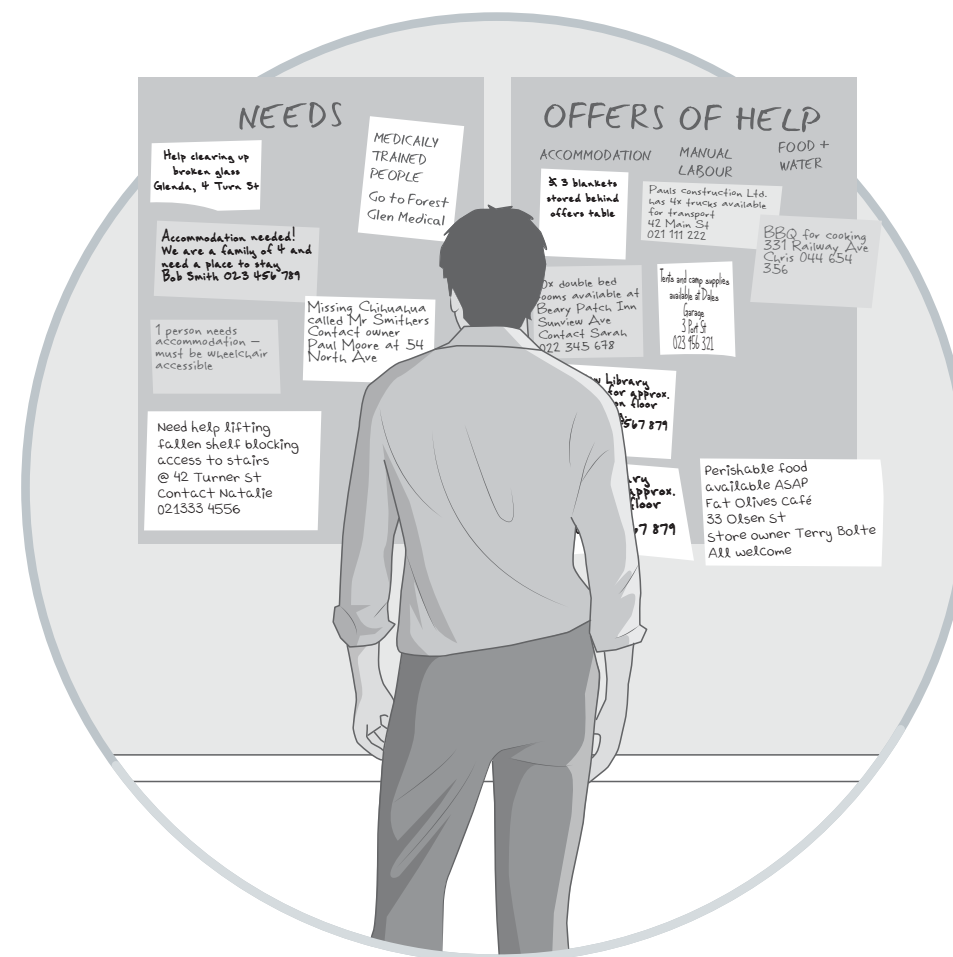 NEEDS
Help clearing up
broken glass
Glenda, 4 Turn St
MEDICAILY
TRAINED
PEOPLE
Go to Forest
Glen Medical
Accommodation needed!
We are a family of 4 and
need a place to stay
Bob Smith 023 456 789
Missing Chihuahua
called Mr Smithers
Contact owner
Paul Moore at 54
North Ave
1 person needs
accommodation –
must be wheelchair
accessible
Need help lifting
fallen shelf blocking
access to stairs
@ 42 Turner St
Contact Natalie
021333 4556
OFFERS OF HELP
ACCOMMODATION
MANUAL
LABOUR
FOOD +
WATER
3 blankets
stored behind
offers table
Pauls construction Ltd.
has 4x trucks available
for transport
42 Main St
021 111 222
BBQ for cooking
331 Railway Ave
Chris 044 654
356
0x double bed
ooms available at
Beary Patch Inn
Sunview Ave
Contact Sarah
022 345 678
Tents and camp supplies
available at Dales
Garage
3 Port St
023 456 321
w Library
for approx.
on floor
567 879
ary
approx.
floor
67 879
Perishable food
available ASAP
Fat Olives Café
33 Olsen St
Store owner Terry Bolte
All welcome